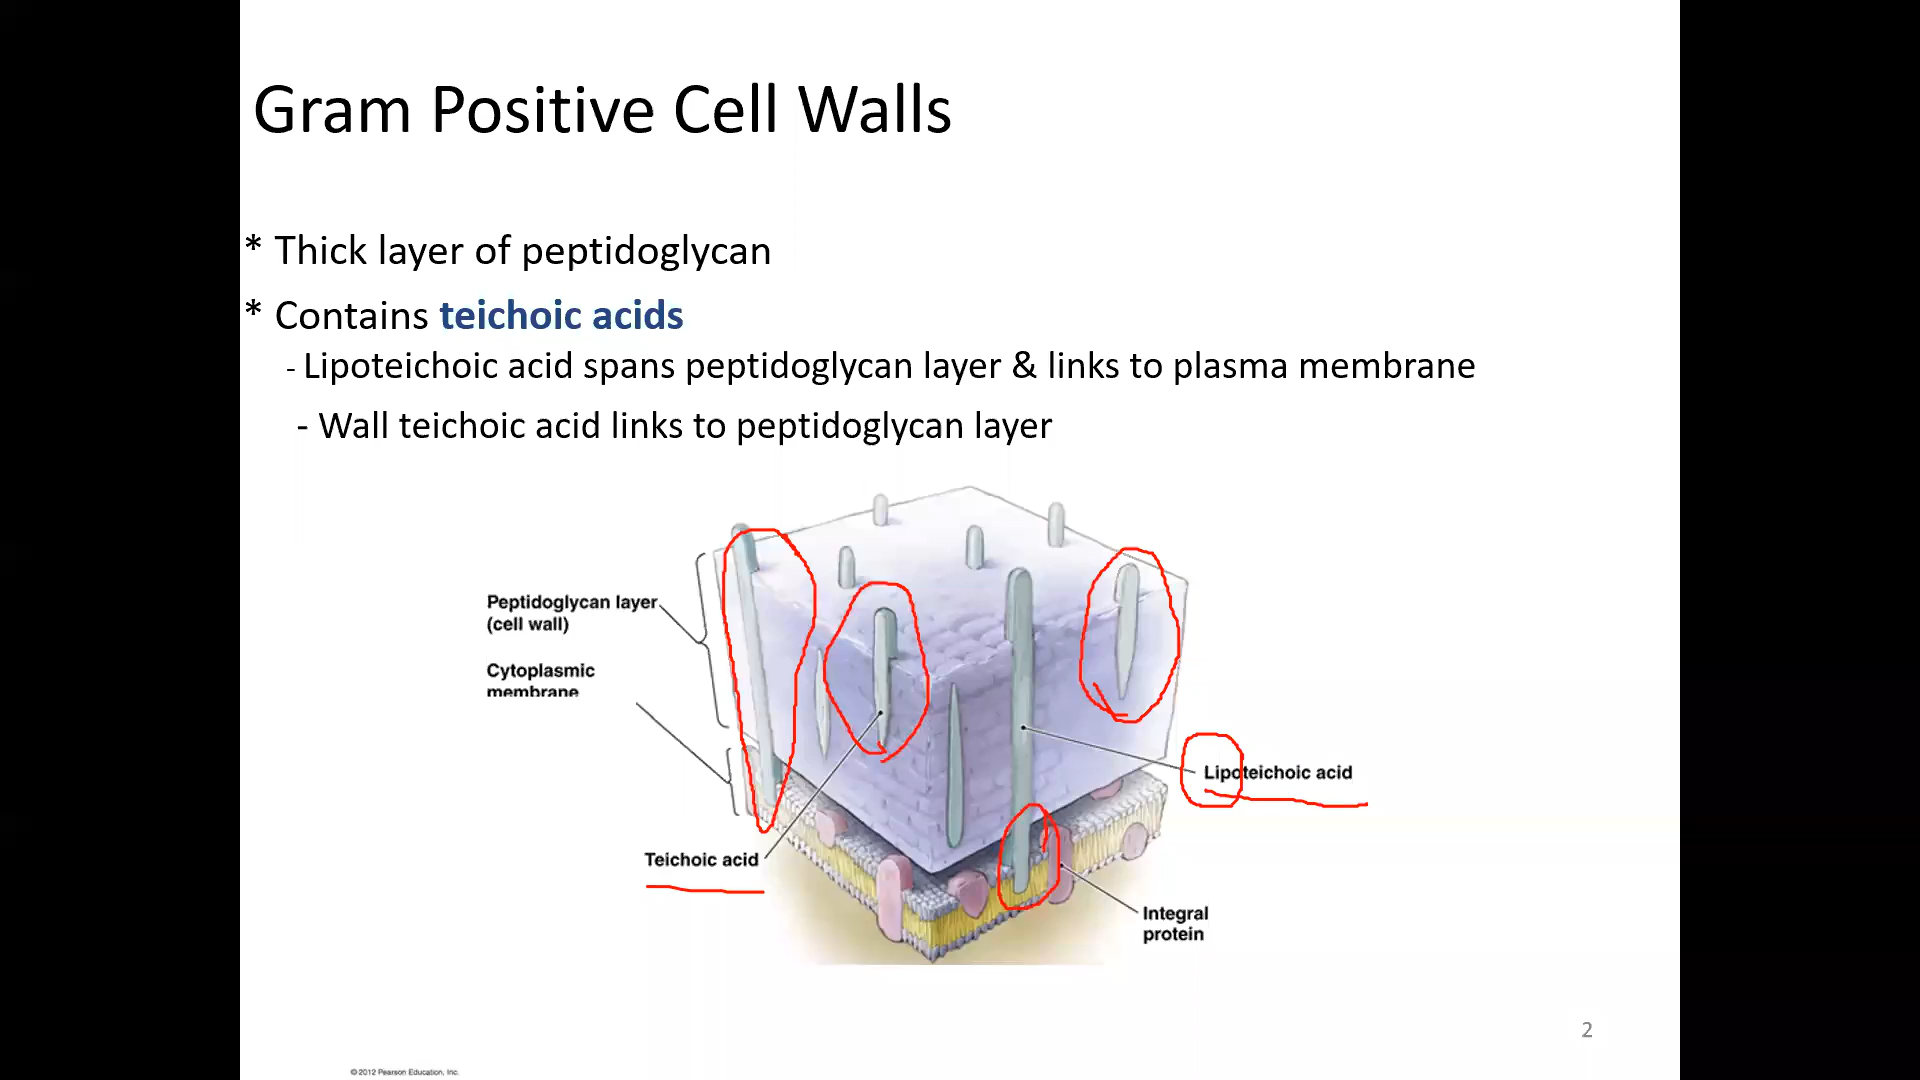 Gram Positive Cell Walls
* Thick layer of peptidoglycan
* Contains teichoic acids
- Lipoteichoic acid spans peptidoglycan layer & links to plasma membrane
- Wall teichoic acid links to peptidoglycan layer
Peptidoglycan layer
(cell wall)
Cytoplasmic
membrane
Lipoteichoic acid
Teichoic acid
Integral
protein
2
© 2012 Pearson Education, Inc.